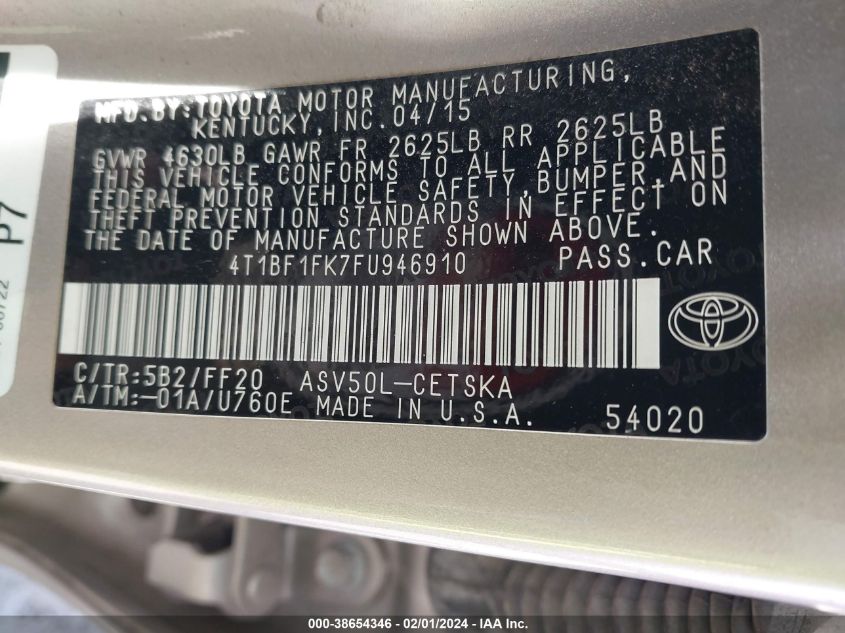 MFD.BY:TOYOTA MOTOR MANUFACTURING,
KENTUCKY,INC.04/15
GVWR 4630LB GAWR FR 2625LB RR 2625LB
THIS VEHICLE CONFORMS TO ALL APPLICABLE
FEDERAL MOTOR VEHICLE SAFETY,BUMPER,AND
THEFT PREVENTION STANDARDS IN EFFECT ON
THE DATE OF MANUFACTURE SHOWN ABOVE.
4T1BF1FK7FU946910 PASS.CAR
C/TR:5B2/FF20 ASV50L-CETSKA
A/TM:-01A/U760E MADE IN U.S.A. 54020
P7
000-38654346 - 02/01/2024 - IAA Inc.